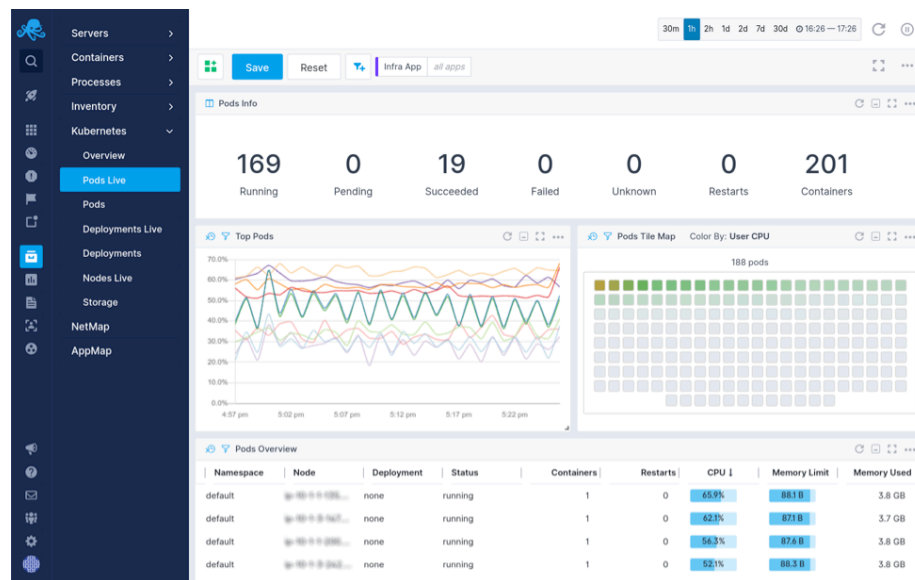 30m 1h 2h 1d 2d 7d 30d 16:26 — 17:26
Servers
Containers
Processes
Inventory
Kubernetes
Overview
Pods Live
Pods
Deployments Live
Deployments
Nodes Live
Storage
NetMap
AppMap
Save Reset Infra App all apps
Pods Info
169 0 19 0 0 0 201
Running Pending Succeeded Failed Unknown Restarts Containers
Top Pods
70.0%
60.0%
50.0%
40.0%
30.0%
20.0%
10.0%
0.0%
4:57 pm 5:02 pm 5:07 pm 5:12 pm 5:17 pm 5:22 pm
Pods Tile Map Color By: User CPU
188 pods
Pods Overview
Namespace Node Deployment Status Containers Restarts CPU ↓ Memory Limit Memory Used
default none running 1 0 65.9% 88.1 B 3.8 GB
default none running 1 0 62.1% 87.1 B 3.7 GB
default none running 1 0 56.3% 87.6 B 3.8 GB
default none running 1 0 52.1% 88.3 B 3.8 GB